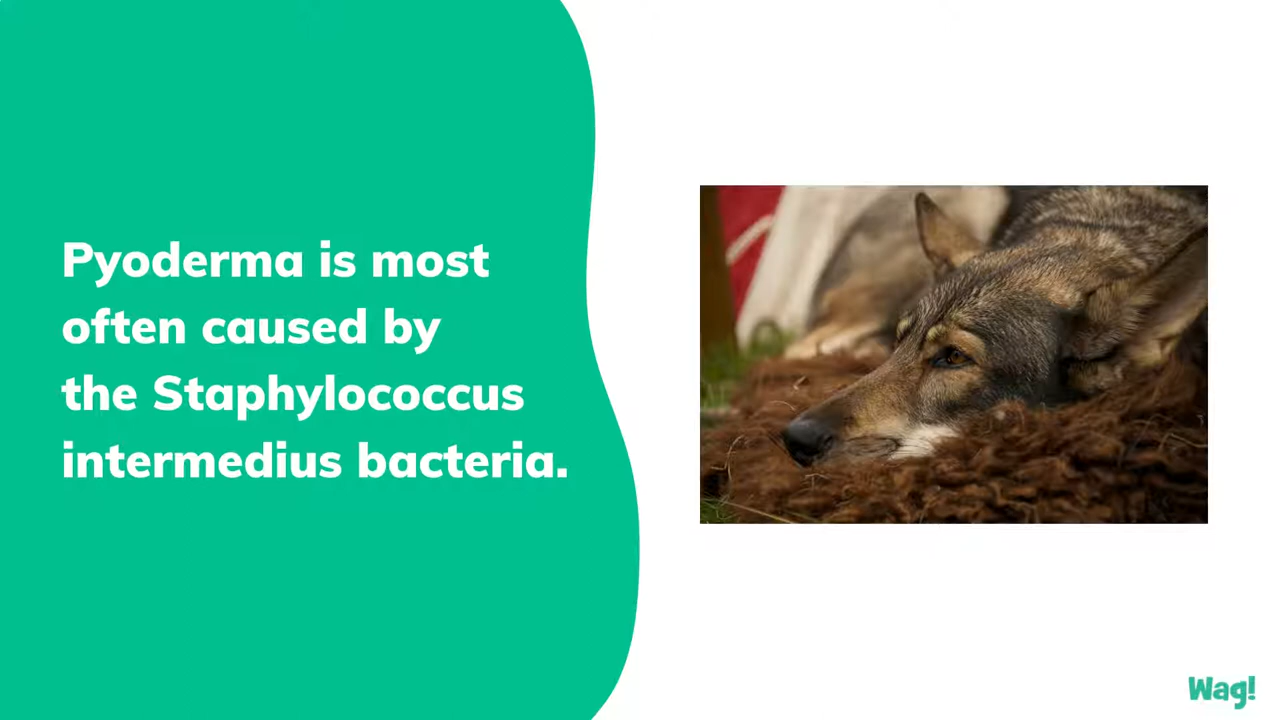 Pyoderma is most
often caused by
the Staphylococcus
intermedius bacteria.
Wag!